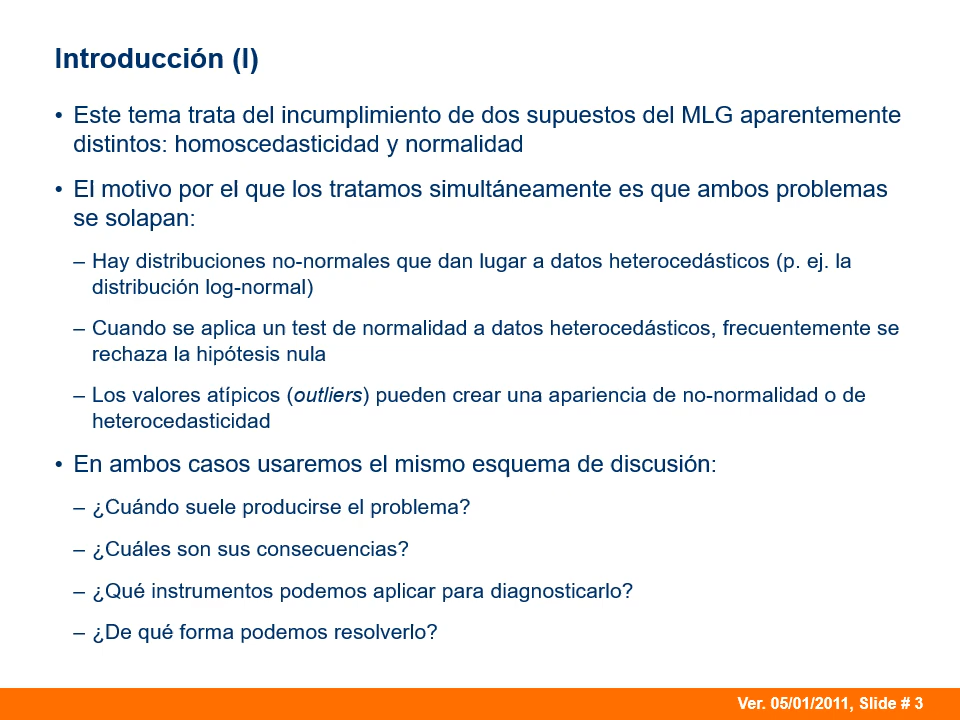 Introducción (I)
• Este tema trata del incumplimiento de dos supuestos del MLG aparentemente
distintos: homoscedasticidad y normalidad
• El motivo por el que los tratamos simultáneamente es que ambos problemas
se solapan:
– Hay distribuciones no-normales que dan lugar a datos heterocedásticos (p. ej. la
distribución log-normal)
– Cuando se aplica un test de normalidad a datos heterocedásticos, frecuentemente se
rechaza la hipótesis nula
– Los valores atípicos (outliers) pueden crear una apariencia de no-normalidad o de
heterocedasticidad
• En ambos casos usaremos el mismo esquema de discusión:
– ¿Cuándo suele producirse el problema?
– ¿Cuáles son sus consecuencias?
– ¿Qué instrumentos podemos aplicar para diagnosticarlo?
– ¿De qué forma podemos resolverlo?
Ver. 05/01/2011, Slide # 3